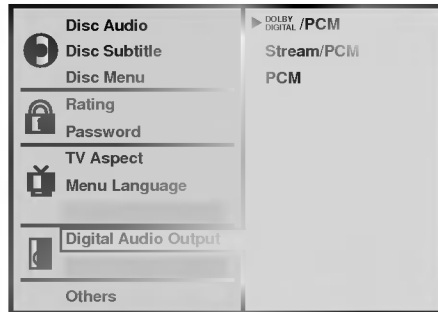 Disc Audio
Disc Subtitle
Disc Menu
Rating
Password
TV Aspect
Menu Language
Digital Audio Output
Others
DOLBY DIGITAL /PCM
Stream/PCM
PCM